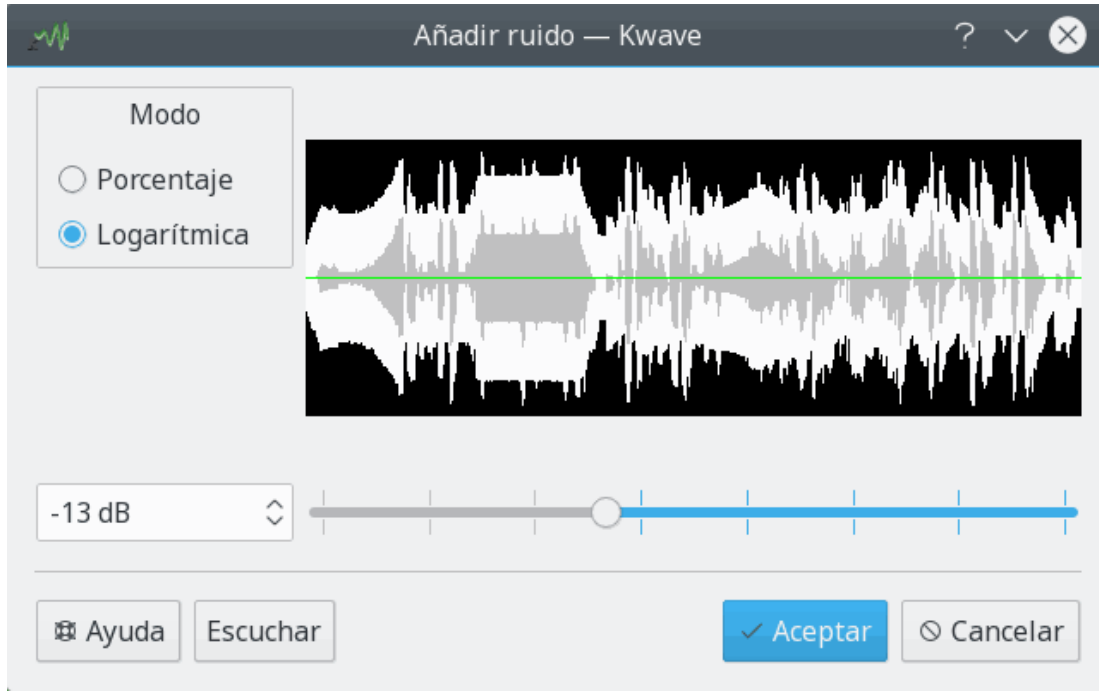 Añadir ruido — Kwave
Modo
Porcentaje
Logarítmica
-13 dB
Ayuda
Escuchar
Aceptar
Cancelar